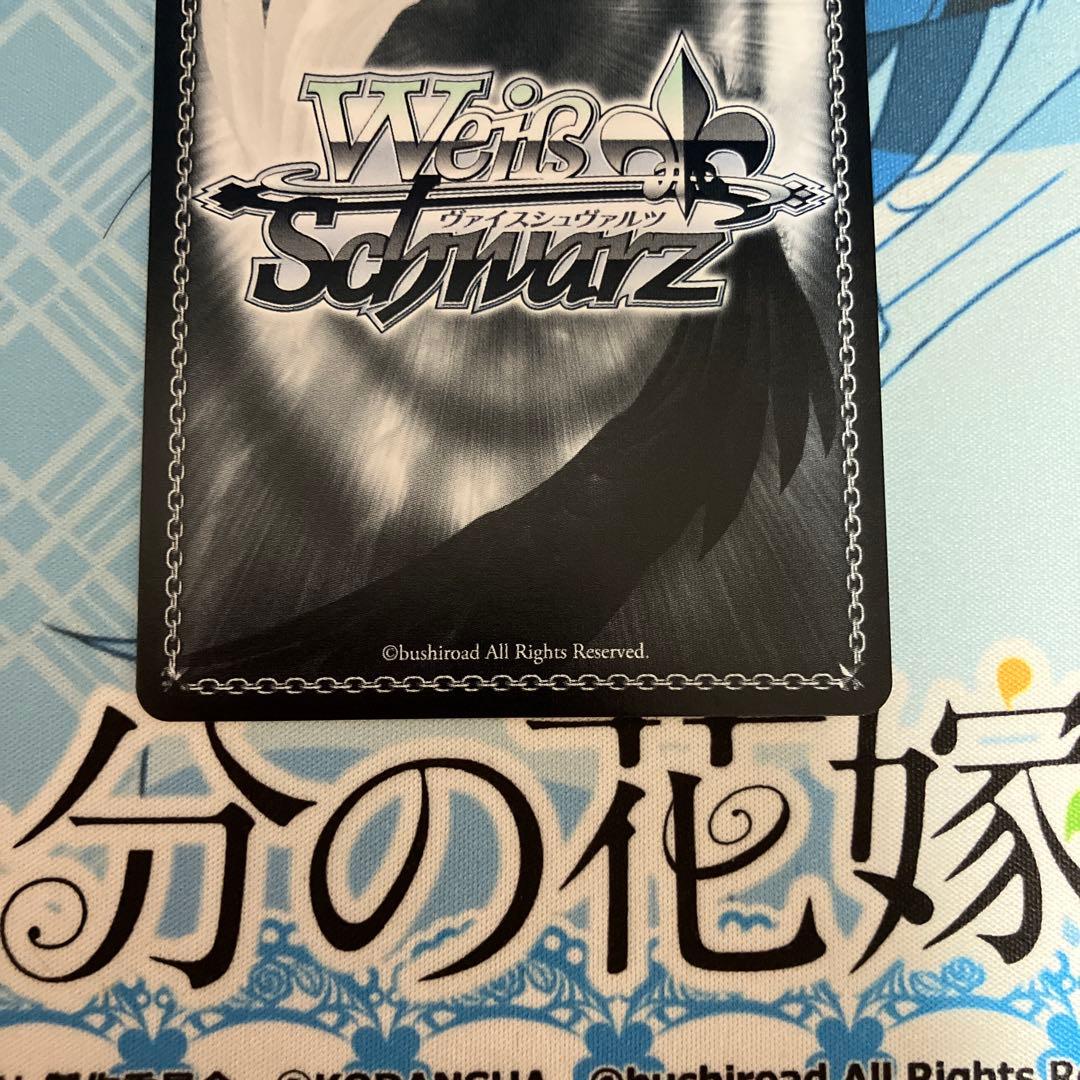 Weiß
ヴァイスシュヴァルツ
Schwarz
©bushiroad All Rights Reserved.
分の花嫁
©KODANSHA ©bushiroad All Rights R